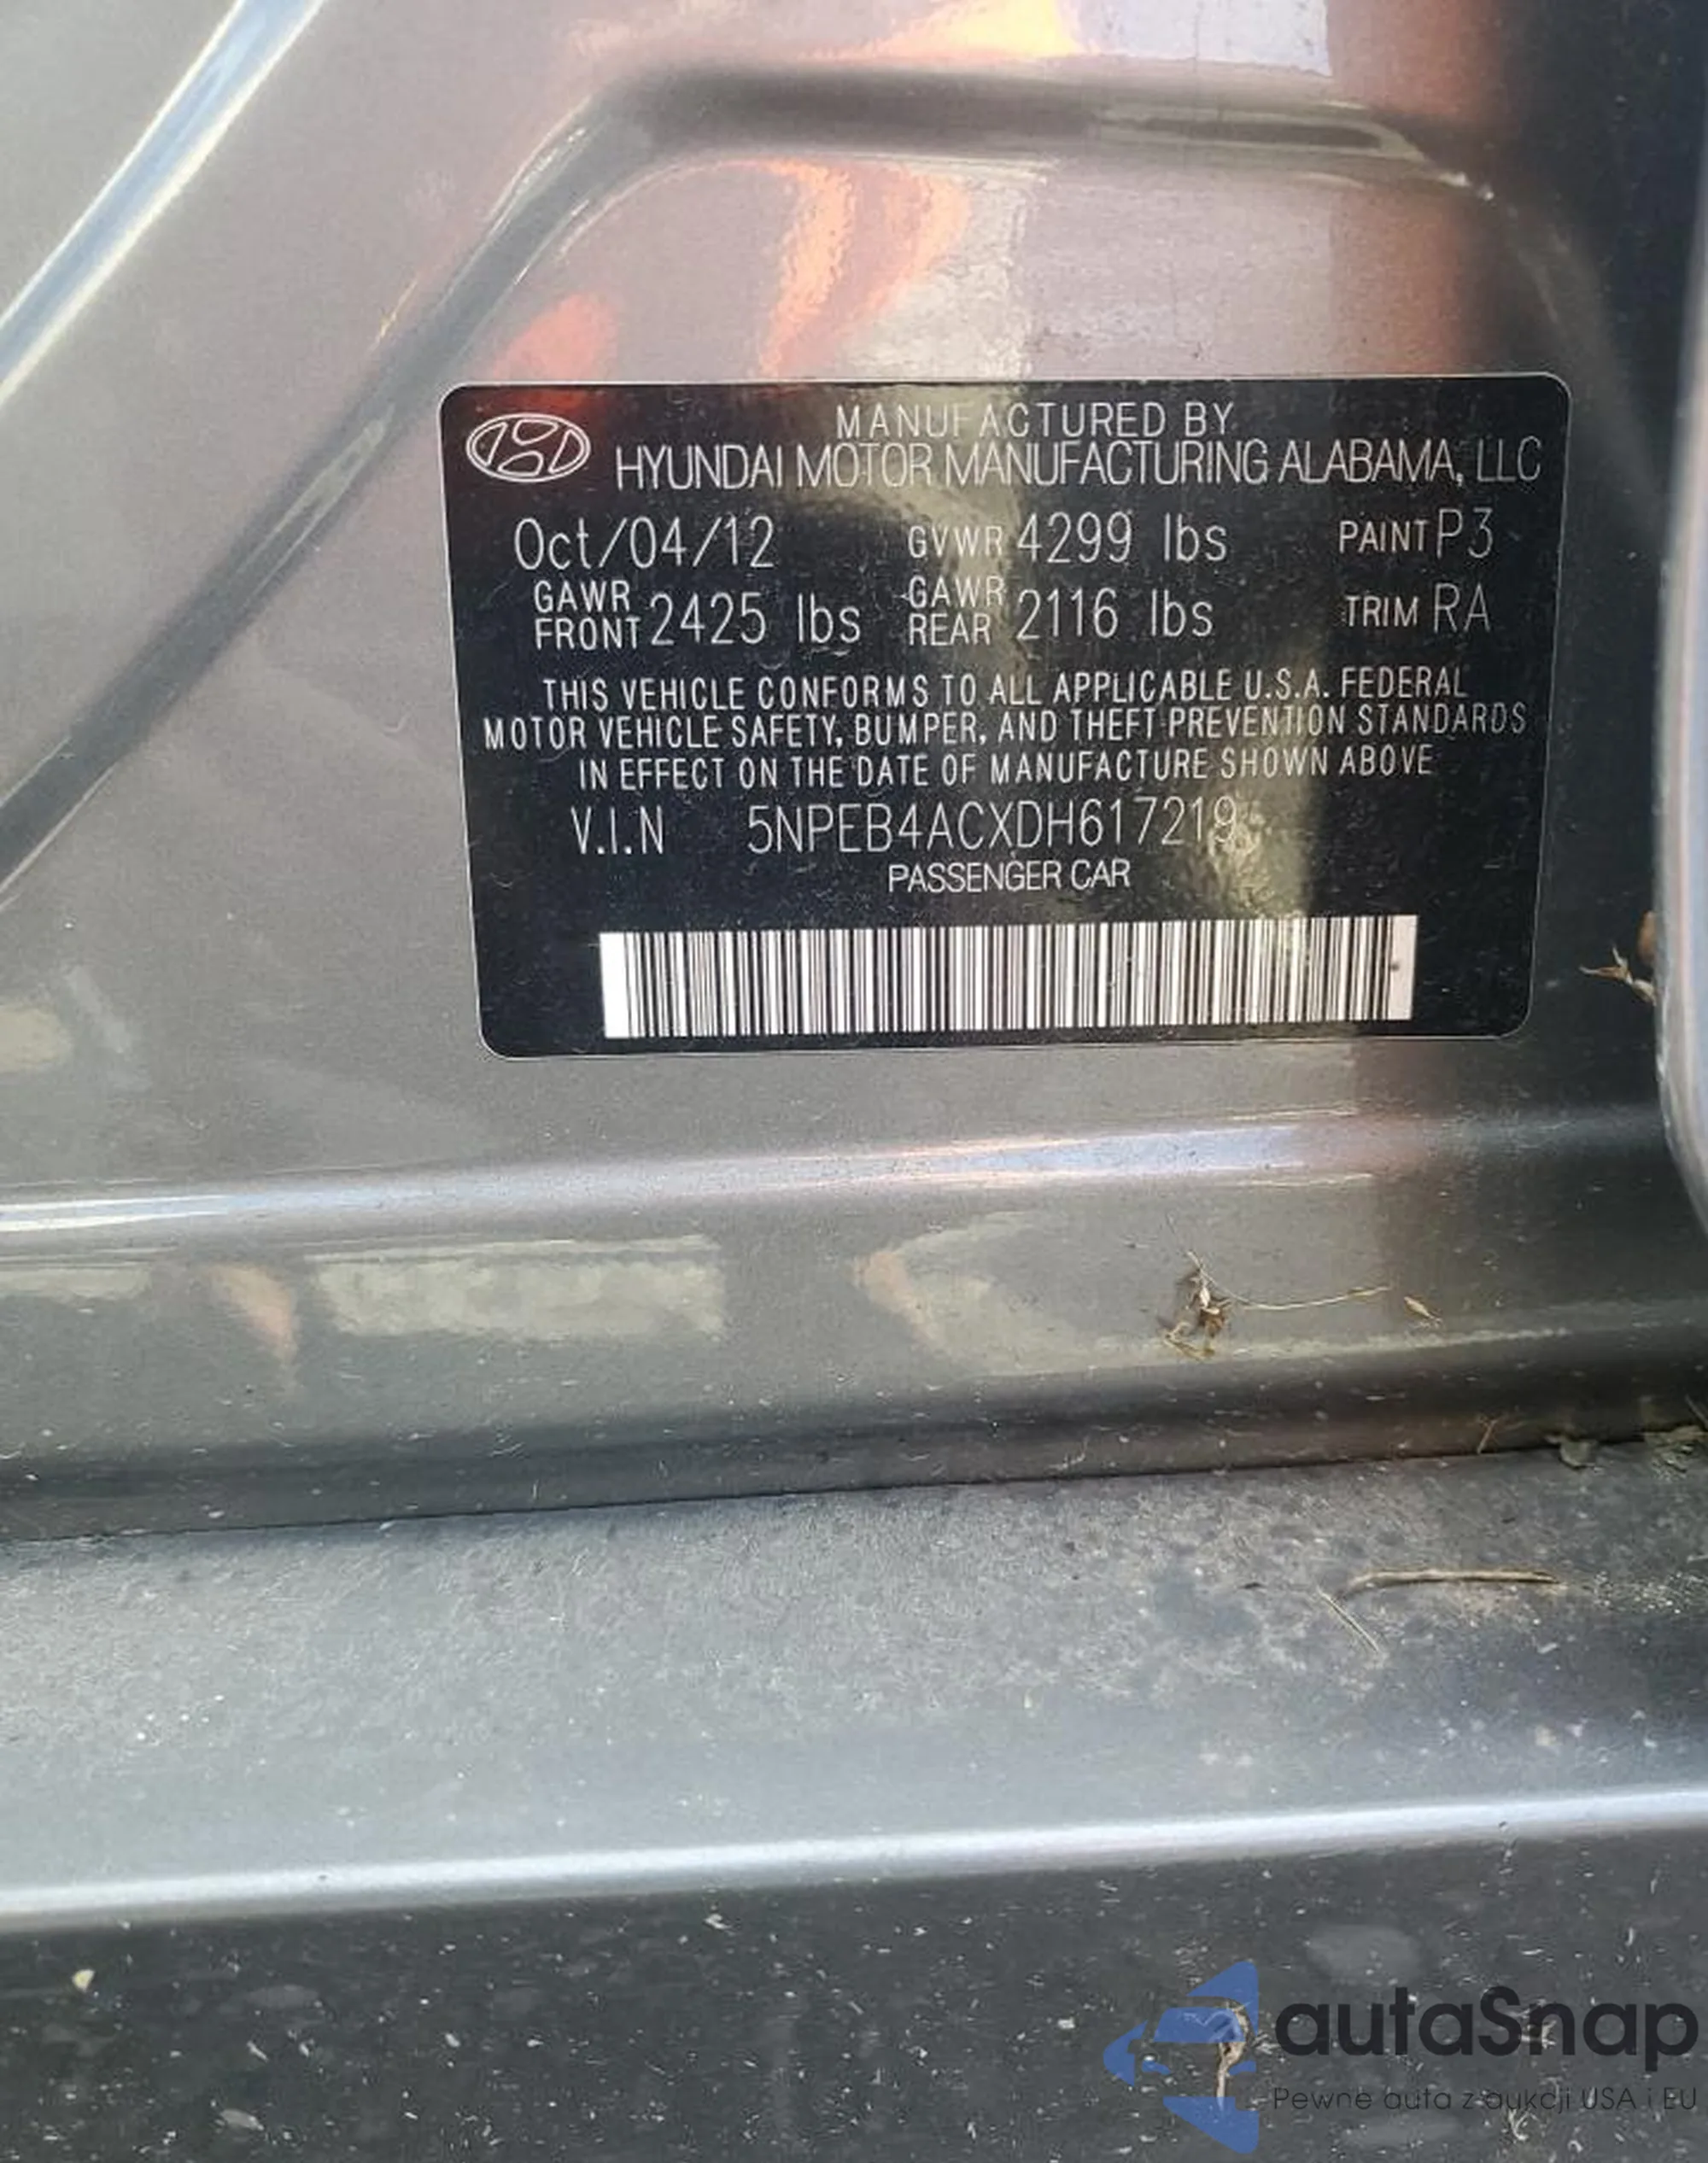 MANUFACTURED BY
HYUNDAI MOTOR MANUFACTURING ALABAMA, LLC
Oct/04/12 GVWR 4299 lbs PAINT P3
GAWR FRONT 2425 lbs GAWR REAR 2116 lbs TRIM RA
THIS VEHICLE CONFORMS TO ALL APPLICABLE U.S.A. FEDERAL
MOTOR VEHICLE SAFETY, BUMPER, AND THEFT PREVENTION STANDARDS
IN EFFECT ON THE DATE OF MANUFACTURE SHOWN ABOVE
V.I.N 5NPEB4ACXDH617219
PASSENGER CAR
autaSnap
Pewne auta z aukcji USA i EU